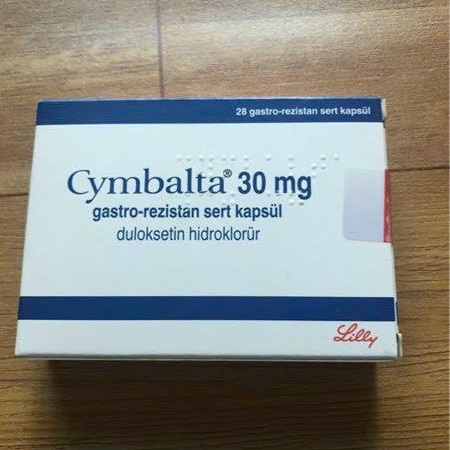 28 gastro-rezistan sert kapsül
Cymbalta® 30 mg
gastro-rezistan sert kapsül
duloksetin hidroklorür
Lilly